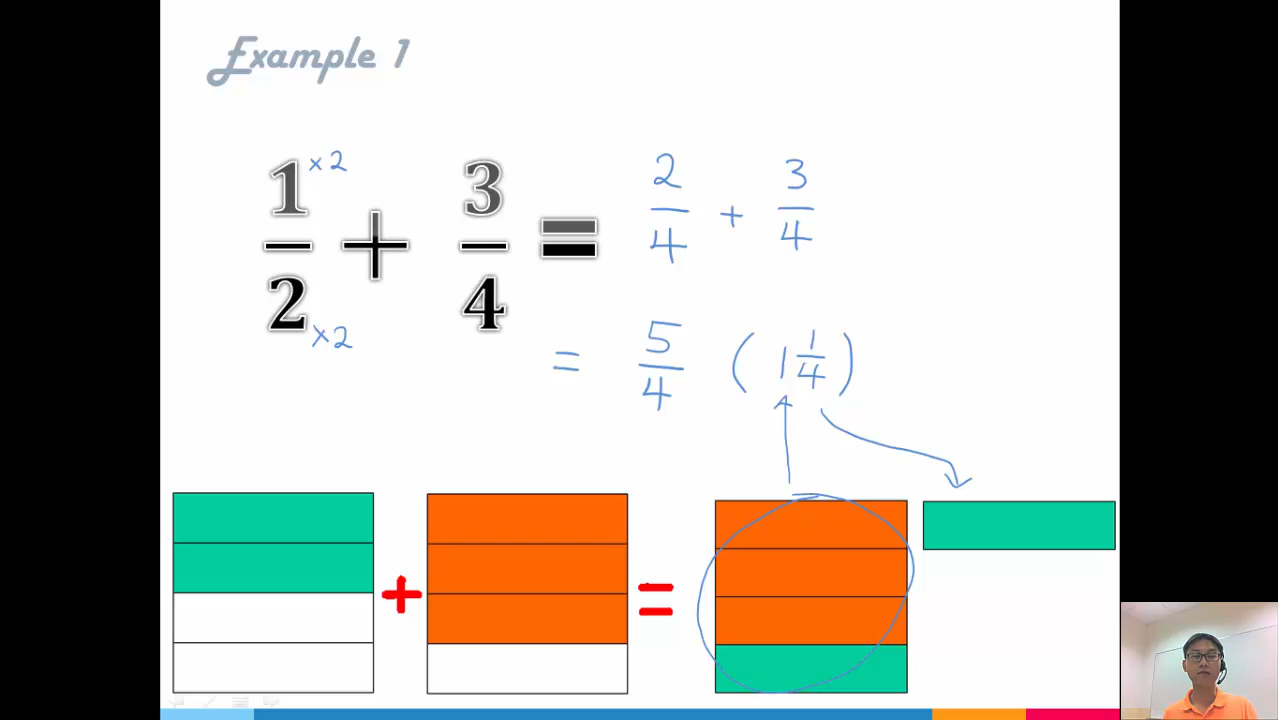 Example 1
1/2 ×2 ×2 + 3/4 = 2/4 + 3/4
= 5/4 (1 1/4)
+ =